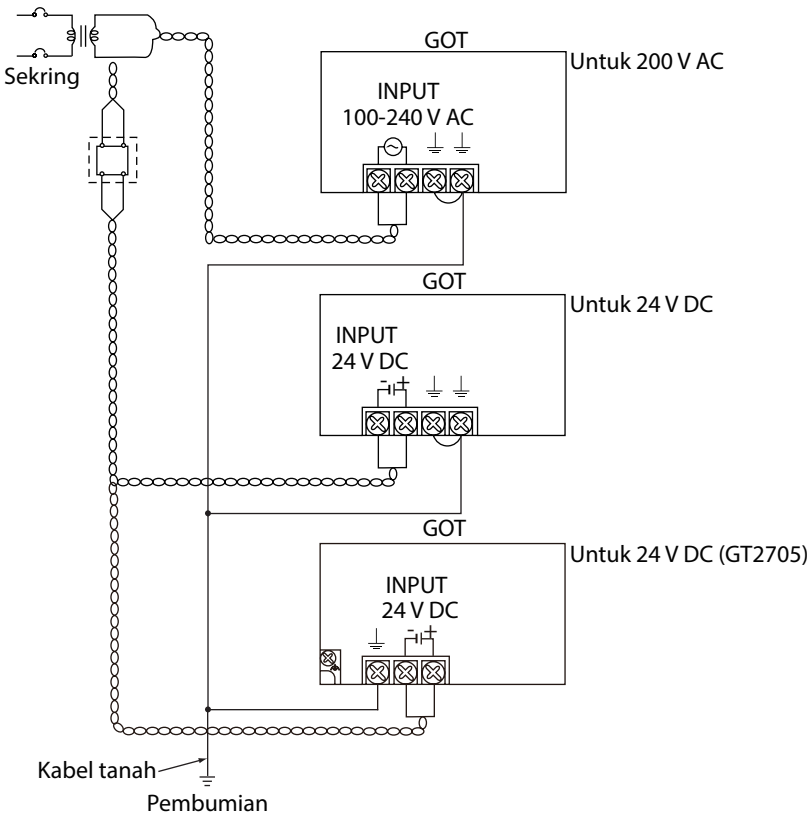 Sekring
GOT
Untuk 200 V AC
INPUT
100-240 V AC
GOT
Untuk 24 V DC
INPUT
24 V DC
- +
GOT
Untuk 24 V DC (GT2705)
INPUT
24 V DC
- +
Kabel tanah
Pembumian